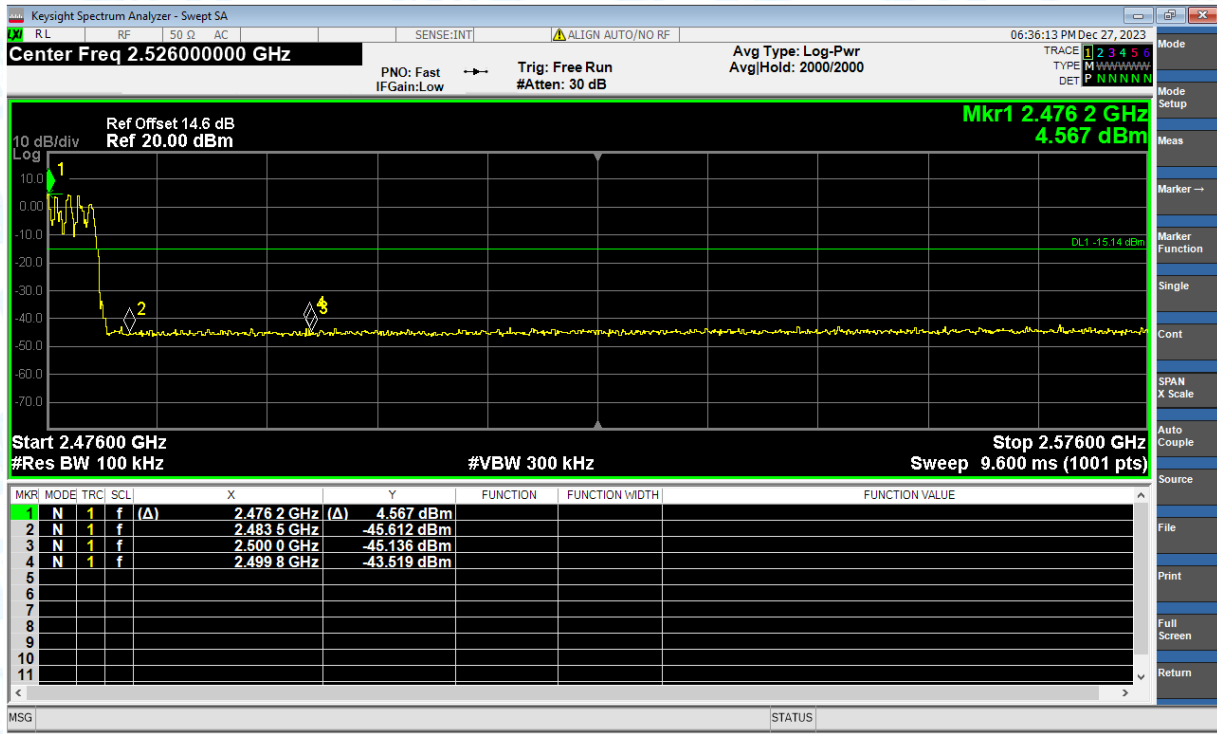 Keysight Spectrum Analyzer - Swept SA
LXI RL RF 50 Ω AC SENSE:INT ALIGN AUTO/NO RF 06:36:13 PM Dec 27, 2023
Center Freq 2.526000000 GHz
PNO: Fast
IFGain:Low
Trig: Free Run
#Atten: 30 dB
Avg Type: Log-Pwr
Avg|Hold: 2000/2000
TRACE 1 2 3 4 5 6
TYPE M WWWWW
DET P N N N N N
Mkr1 2.476 2 GHz
4.567 dBm
Ref Offset 14.6 dB
10 dB/div Ref 20.00 dBm
Log
10.0
0.00
-10.0
-20.0
-30.0
-40.0
-50.0
-60.0
-70.0
1
2
4
3
DL1 -15.14 dBm
Start 2.47600 GHz Stop 2.57600 GHz
#Res BW 100 kHz #VBW 300 kHz Sweep 9.600 ms (1001 pts)
MKR MODE TRC SCL X Y FUNCTION FUNCTION WIDTH FUNCTION VALUE
1 N 1 f (Δ) 2.476 2 GHz (Δ) 4.567 dBm
2 N 1 f 2.483 5 GHz -45.612 dBm
3 N 1 f 2.500 0 GHz -45.136 dBm
4 N 1 f 2.499 8 GHz -43.519 dBm
5
6
7
8
9
10
11
MSG STATUS
Mode
Mode
Setup
Meas
Marker →
Marker
Function
Single
Cont
SPAN
X Scale
Auto
Couple
Source
File
Print
Full
Screen
Return